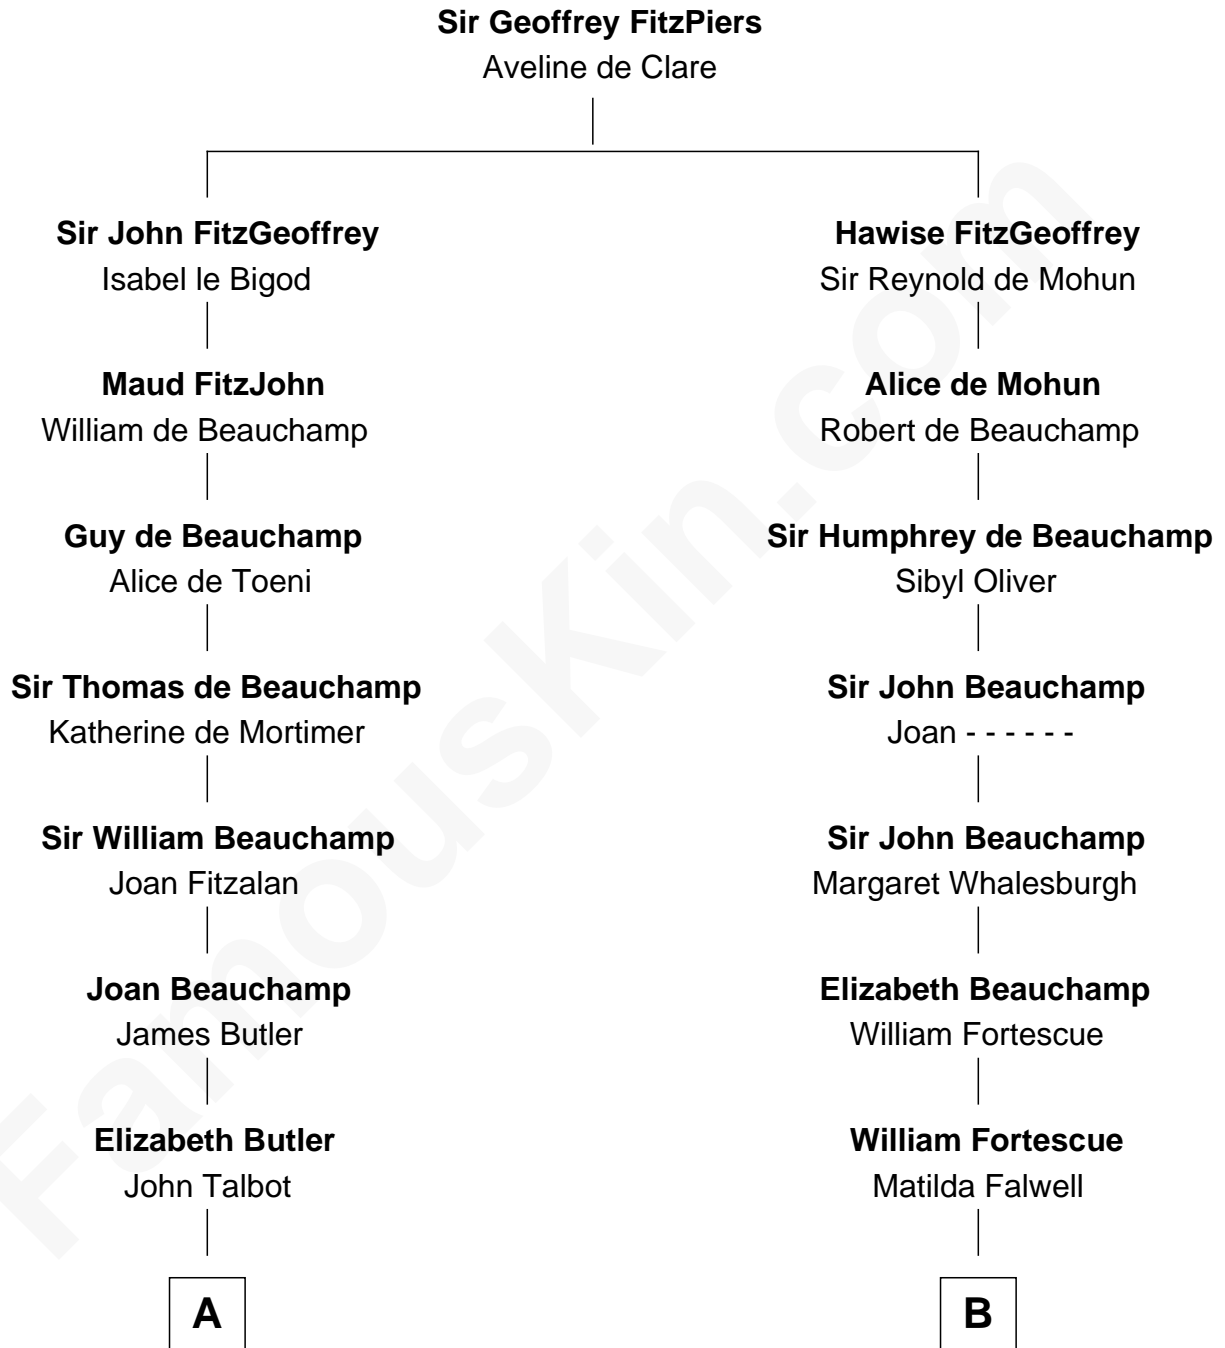 Sir Geoffrey FitzPiers
Aveline de Clare
Sir John FitzGeoffrey
Isabel le Bigod
Maud FitzJohn
William de Beauchamp
Guy de Beauchamp
Alice de Toeni
Sir Thomas de Beauchamp
Katherine de Mortimer
Sir William Beauchamp
Joan Fitzalan
Joan Beauchamp
James Butler
Elizabeth Butler
John Talbot
A
Hawise FitzGeoffrey
Sir Reynold de Mohun
Alice de Mohun
Robert de Beauchamp
Sir Humphrey de Beauchamp
Sibyl Oliver
Sir John Beauchamp
Joan - - - - - -
Sir John Beauchamp
Margaret Whalesburgh
Elizabeth Beauchamp
William Fortescue
William Fortescue
Matilda Falwell
B
FamousKin.com